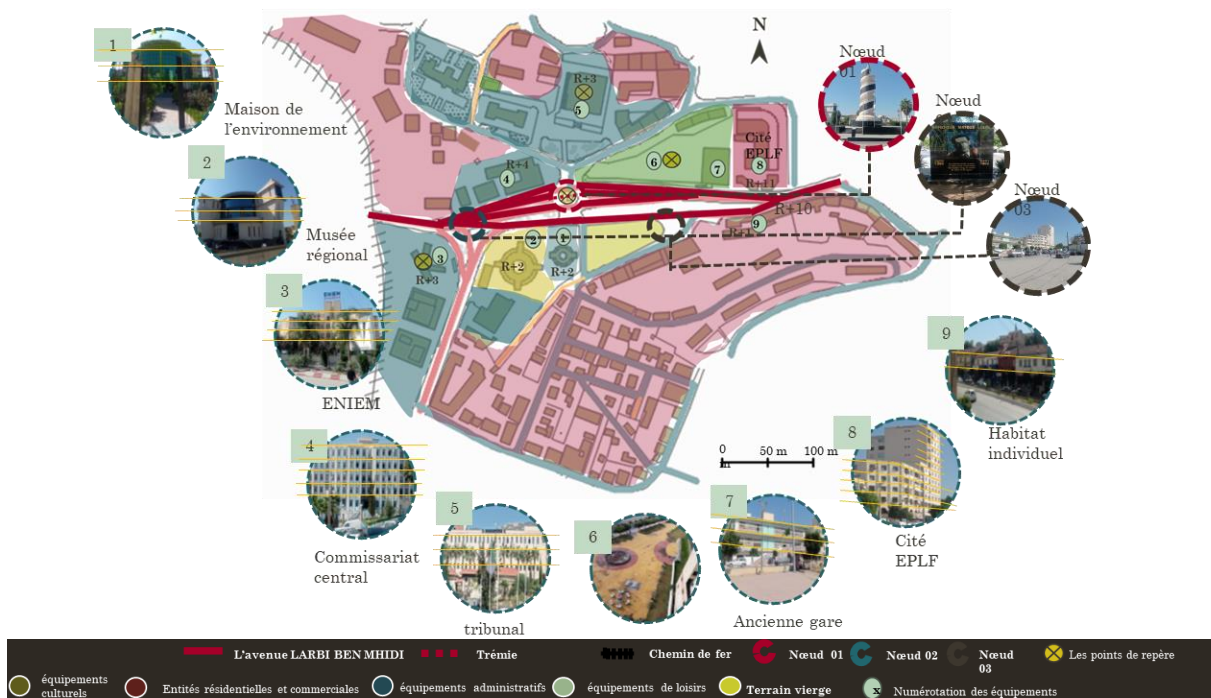 N
Nœud
01
Nœud
Nœud
03
1
Maison de
l'environnement
2
Musée
régional
3
ENIEM
4
Commissariat
central
5
tribunal
6
7
Ancienne gare
8
Cité
EPLF
9
Habitat
individuel
R+3
5
R+4
4
6
7
Cité
EPLF
8
R+11
R+10
9
3
R+3
2
1
R+2
R+2
0
m
50 m
100 m
L'avenue LARBI BEN MHIDI
Trémie
Chemin de fer
Nœud 01
Nœud 02
Nœud
03
Les points de repère
équipements
culturels
Entités résidentielles et commerciales
équipements administratifs
équipements de loisirs
Terrain vierge
x
Numérotation des équipements